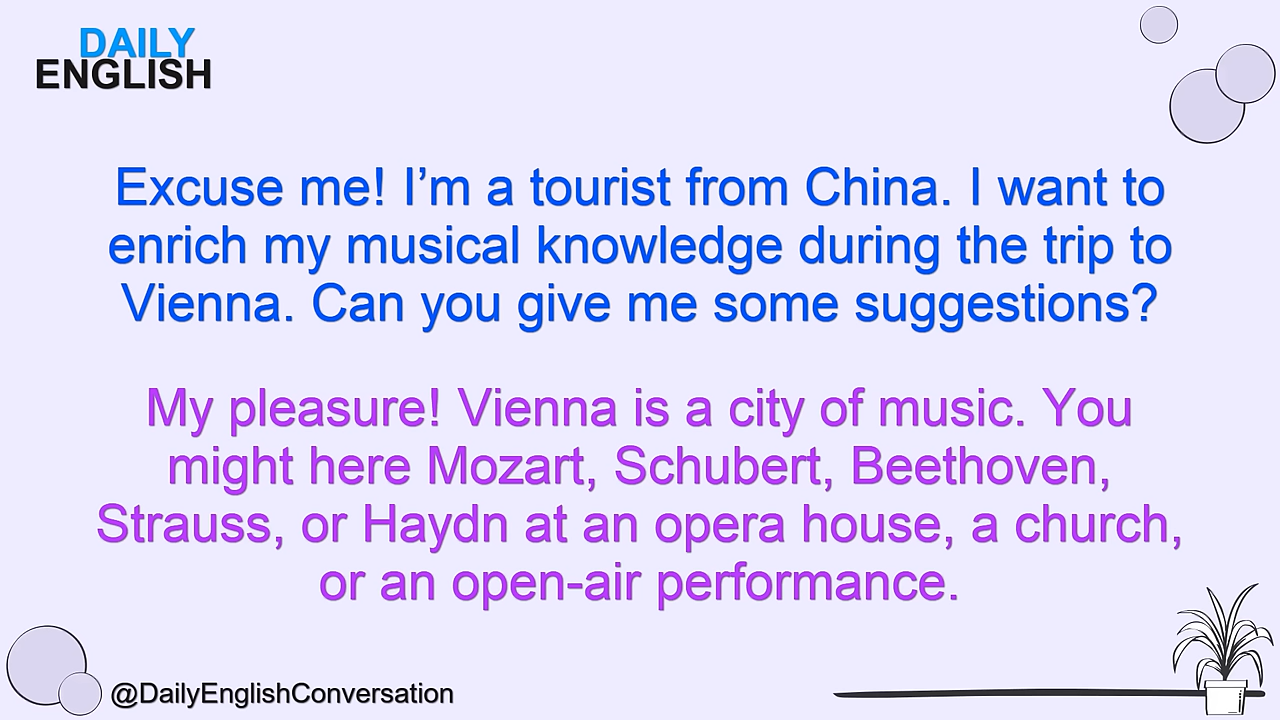 DAILY
ENGLISH
Excuse me! I’m a tourist from China. I want to
enrich my musical knowledge during the trip to
Vienna. Can you give me some suggestions?
My pleasure! Vienna is a city of music. You
might here Mozart, Schubert, Beethoven,
Strauss, or Haydn at an opera house, a church,
or an open-air performance.
@DailyEnglishConversation